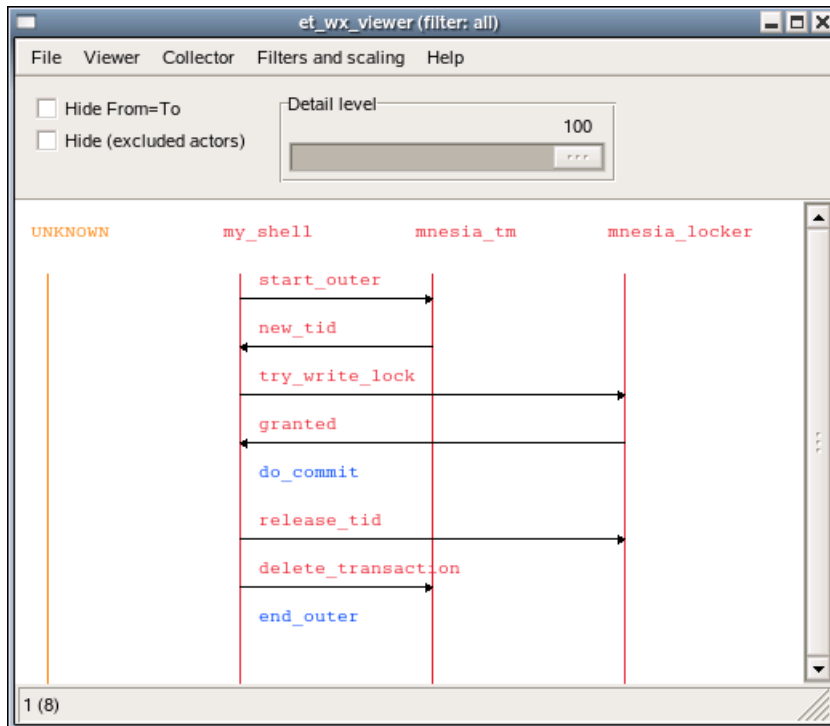 et_wx_viewer (filter: all)
File Viewer Collector Filters and scaling Help
Hide From=To
Hide (excluded actors)
Detail level
100
UNKNOWN my_shell mnesia_tm mnesia_locker
start_outer
new_tid
try_write_lock
granted
do_commit
release_tid
delete_transaction
end_outer
1 (8)